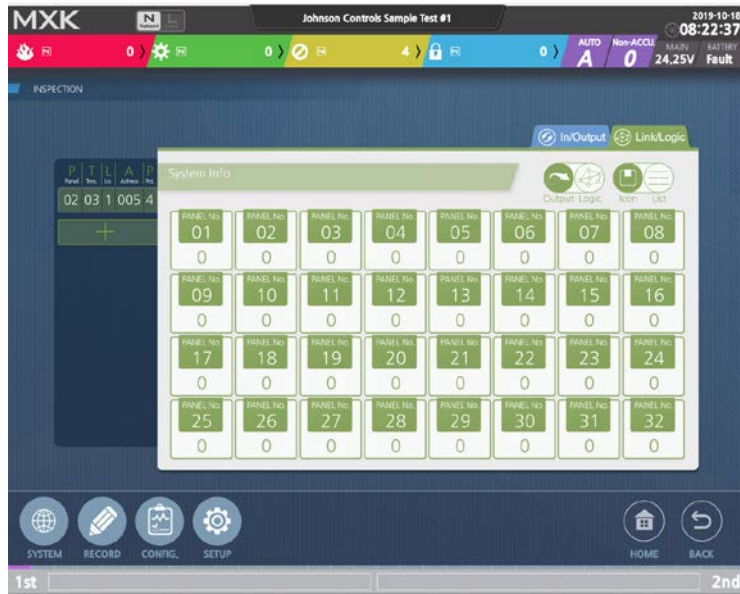 MXK
N
Network
L
Johnson Controls Sample Test #1
2019-10-18
08:22:37
N
0
N
0
N
4
N
0
AUTO
A
Non-ACCU.
0
MAIN
24.25V
BATTERY
Fault
INSPECTION
In/Output
Link/Logic
P T L A P
Panel Adress
02 03 1 005 4
+
System Info
Output Logic
Icon List
PANEL No. PANEL No. PANEL No. PANEL No. PANEL No. PANEL No. PANEL No. PANEL No.
01 02 03 04 05 06 07 08
0 0 0 0 0 0 0 0
PANEL No. PANEL No. PANEL No. PANEL No. PANEL No. PANEL No. PANEL No. PANEL No.
09 10 11 12 13 14 15 16
0 0 0 0 0 0 0 0
PANEL No. PANEL No. PANEL No. PANEL No. PANEL No. PANEL No. PANEL No. PANEL No.
17 18 19 20 21 22 23 24
0 0 0 0 0 0 0 0
PANEL No. PANEL No. PANEL No. PANEL No. PANEL No. PANEL No. PANEL No. PANEL No.
25 26 27 28 29 30 31 32
0 0 0 0 0 0 0 0
SYSTEM RECORD CONFIG. SETUP HOME BACK
1st 2nd